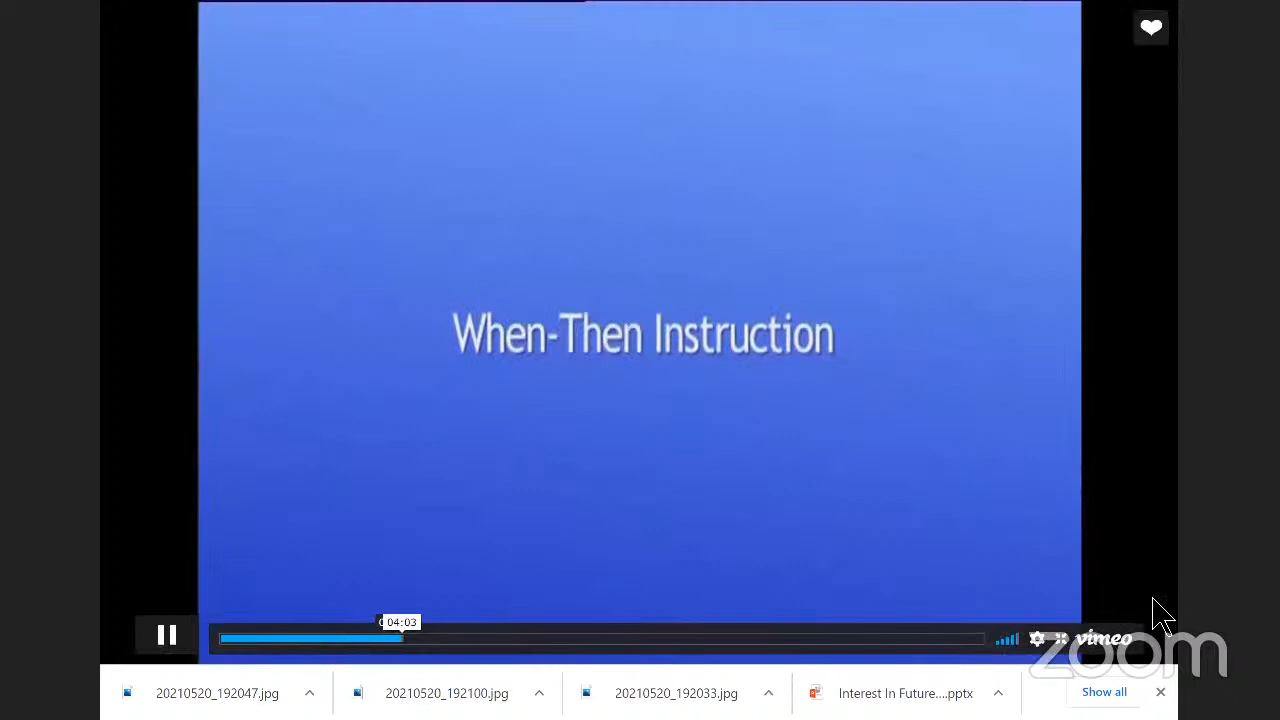 When-Then Instruction
04:03
vimeo
zoom
20210520_192047.jpg
20210520_192100.jpg
20210520_192033.jpg
Interest In Future....pptx
Show all